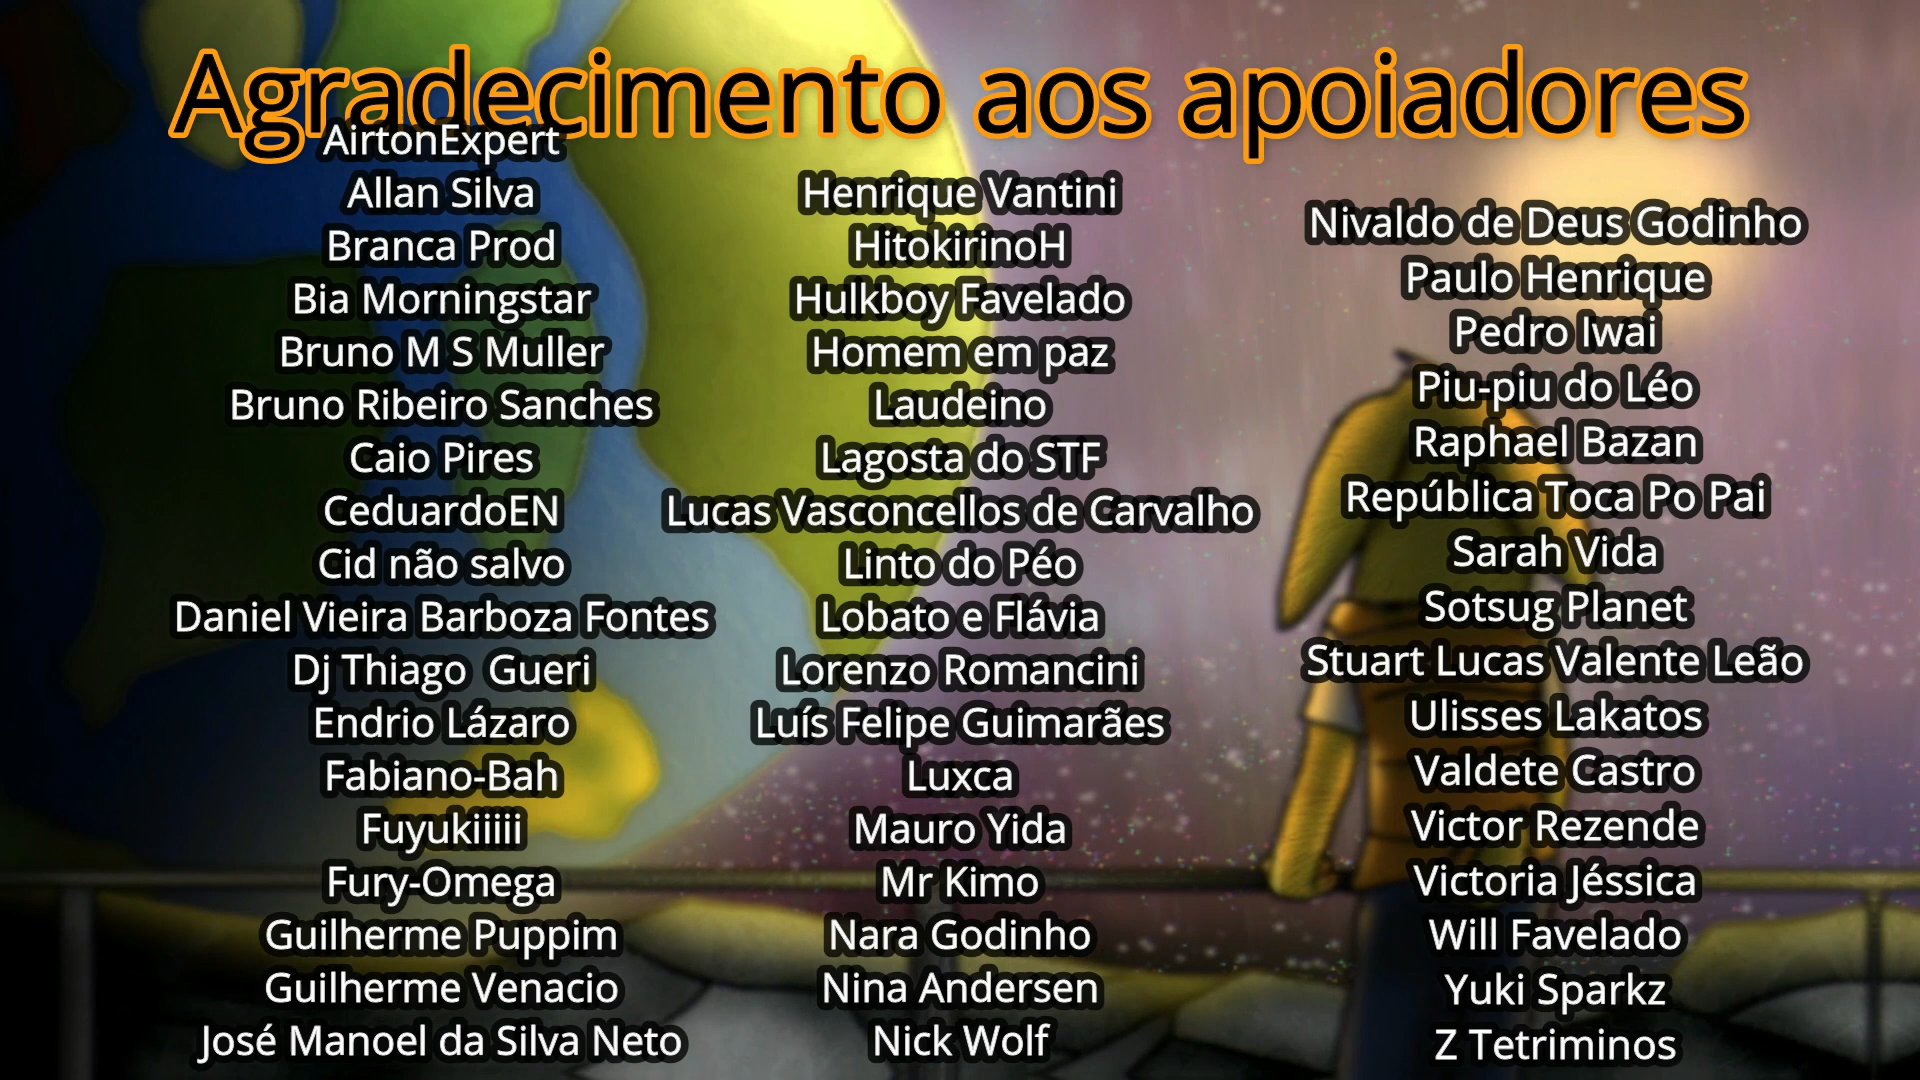 Agradecimento aos apoiadores
AirtonExpert
Allan Silva
Branca Prod
Bia Morningstar
Bruno M S Muller
Bruno Ribeiro Sanches
Caio Pires
CeduardoEN
Cid não salvo
Daniel Vieira Barboza Fontes
Dj Thiago  Gueri
Endrio Lázaro
Fabiano-Bah
Fuyukiiiii
Fury-Omega
Guilherme Puppim
Guilherme Venacio
José Manoel da Silva Neto
Henrique Vantini
HitokirinoH
Hulkboy Favelado
Homem em paz
Laudeino
Lagosta do STF
Lucas Vasconcellos de Carvalho
Linto do Péo
Lobato e Flávia
Lorenzo Romancini
Luís Felipe Guimarães
Luxca
Mauro Yida
Mr Kimo
Nara Godinho
Nina Andersen
Nick Wolf
Nivaldo de Deus Godinho
Paulo Henrique
Pedro Iwai
Piu-piu do Léo
Raphael Bazan
República Toca Po Pai
Sarah Vida
Sotsug Planet
Stuart Lucas Valente Leão
Ulisses Lakatos
Valdete Castro
Victor Rezende
Victoria Jéssica
Will Favelado
Yuki Sparkz
Z Tetriminos